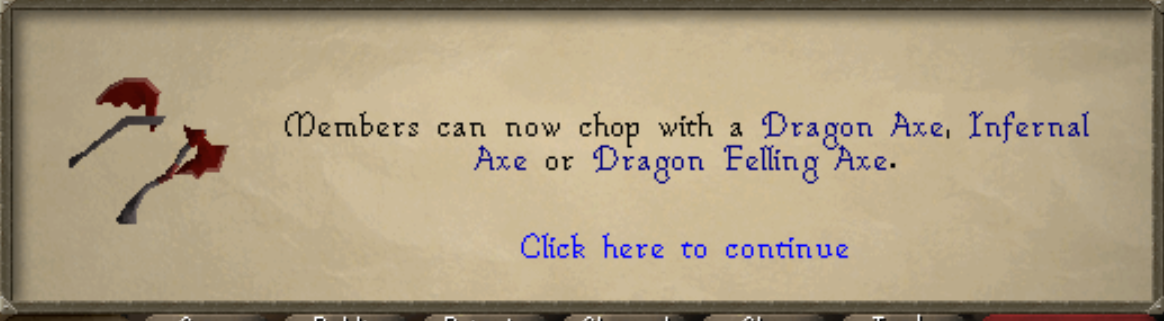 Members can now chop with a Dragon Axe, Infernal
Axe or Dragon Felling Axe.
Click here to continue